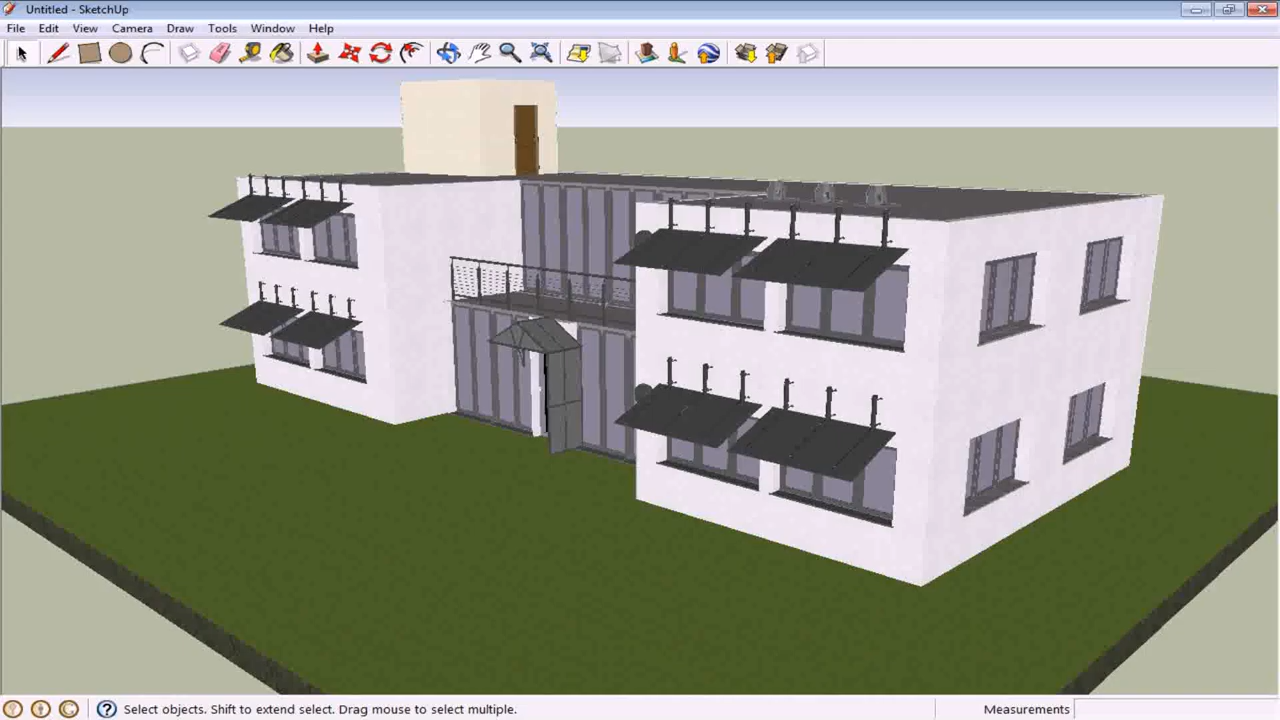 Untitled - SketchUp
File Edit View Camera Draw Tools Window Help
Select objects. Shift to extend select. Drag mouse to select multiple. Measurements